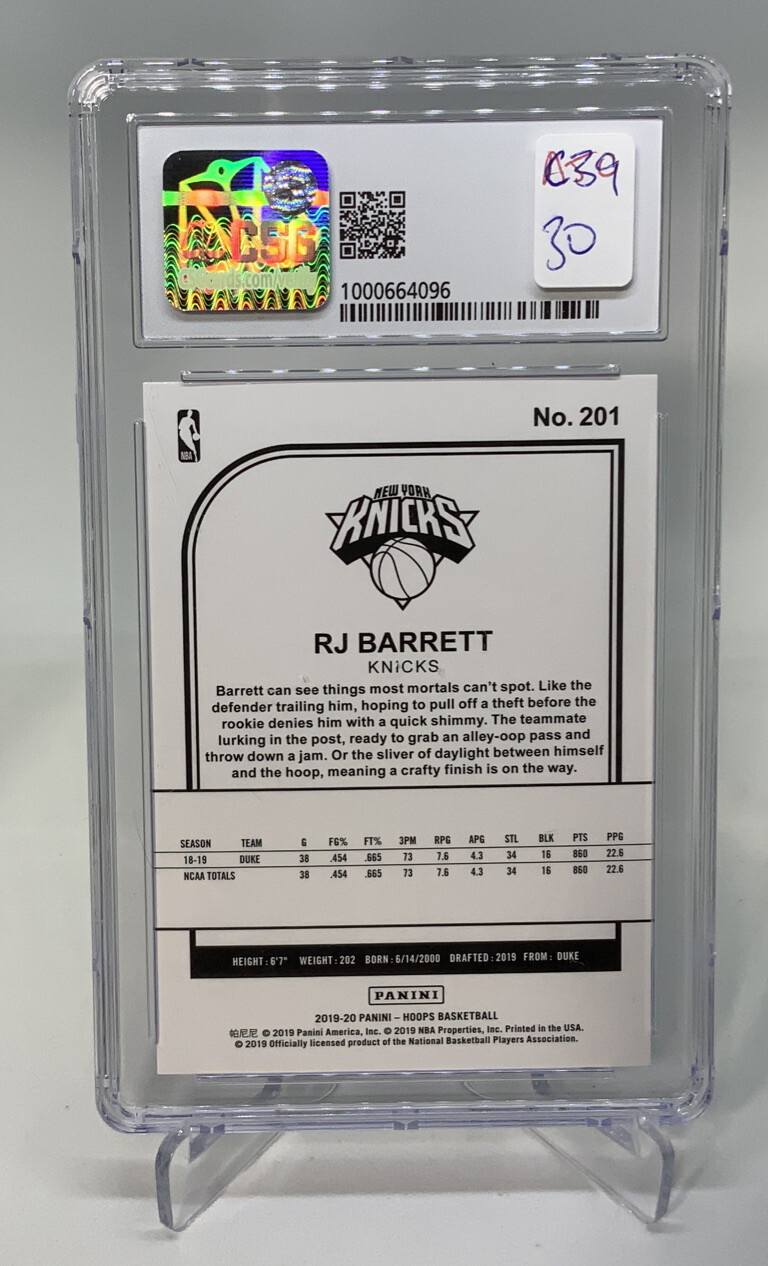 CSG
C39
30
1000664096
NBA
No. 201
NEW YORK
KNICKS
RJ BARRETT
KNICKS
Barrett can see things most mortals can't spot. Like the
defender trailing him, hoping to pull off a theft before the
rookie denies him with a quick shimmy. The teammate
lurking in the post, ready to grab an alley-oop pass and
throw down a jam. Or the sliver of daylight between himself
and the hoop, meaning a crafty finish is on the way.
SEASON TEAM G FG% FT% 3PM RPG APG STL BLK PTS PPG
18-19 DUKE 38 .454 .665 73 7.6 4.3 34 16 860 22.6
NCAA TOTALS 38 .454 .665 73 7.6 4.3 34 16 860 22.6
HEIGHT: 6'7" WEIGHT: 202 BORN: 6/14/2000 DRAFTED: 2019 FROM: DUKE
PANINI
2019-20 PANINI – HOOPS BASKETBALL
帕尼尼 © 2019 Panini America, Inc. © 2019 NBA Properties, Inc. Printed in the USA.
© 2019 Officially licensed product of the National Basketball Players Association.